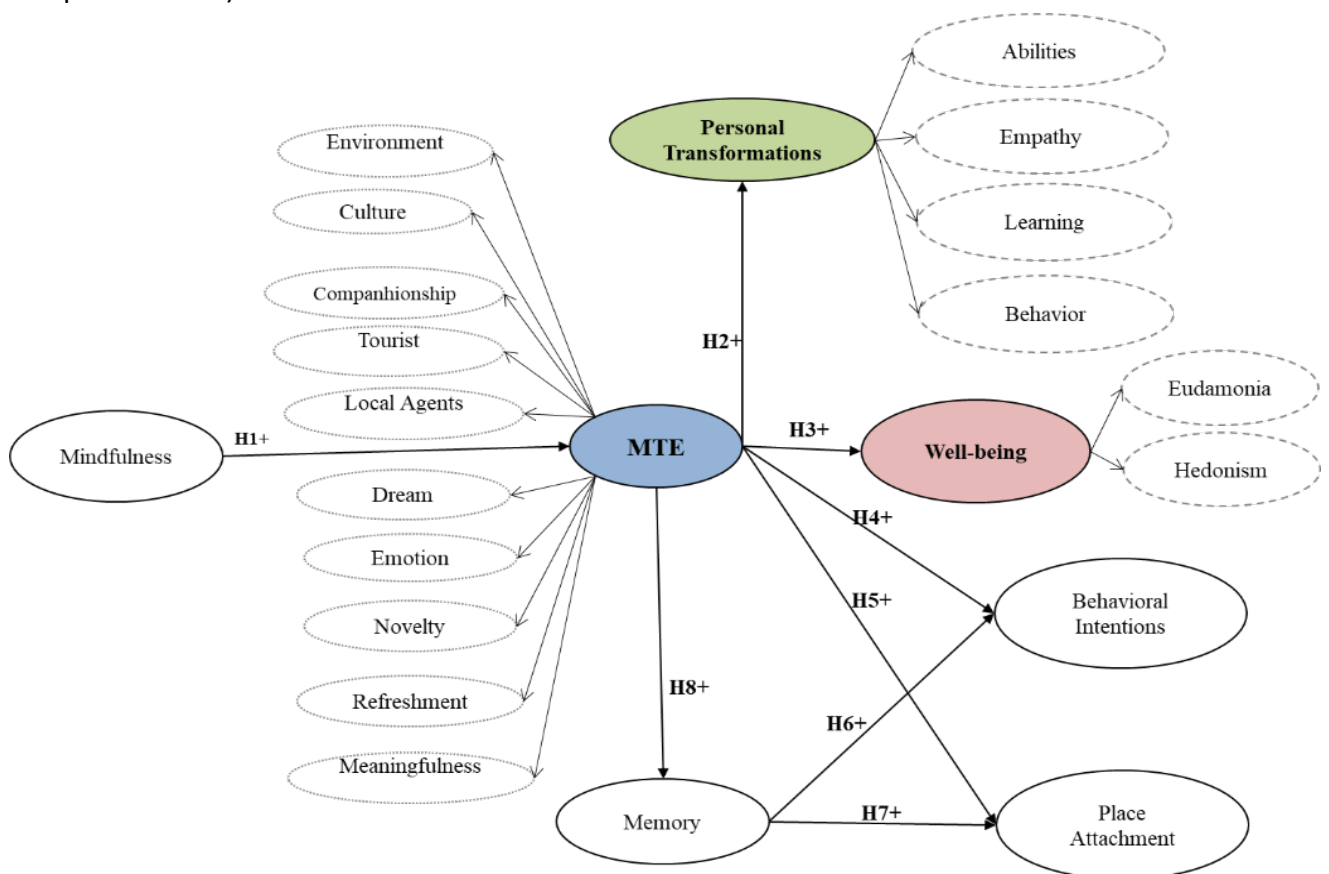 Abilities
Personal
Transformations
Empathy
Environment
Culture
Learning
Companhionship
Behavior
Tourist
H2+
Local Agents
Eudamonia
Mindfulness
H1+
MTE
H3+
Well-being
Hedonism
Dream
H4+
Emotion
H5+
Behavioral
Intentions
Novelty
H8+
Refreshment
H6+
Meaningfulness
Memory
H7+
Place
Attachment